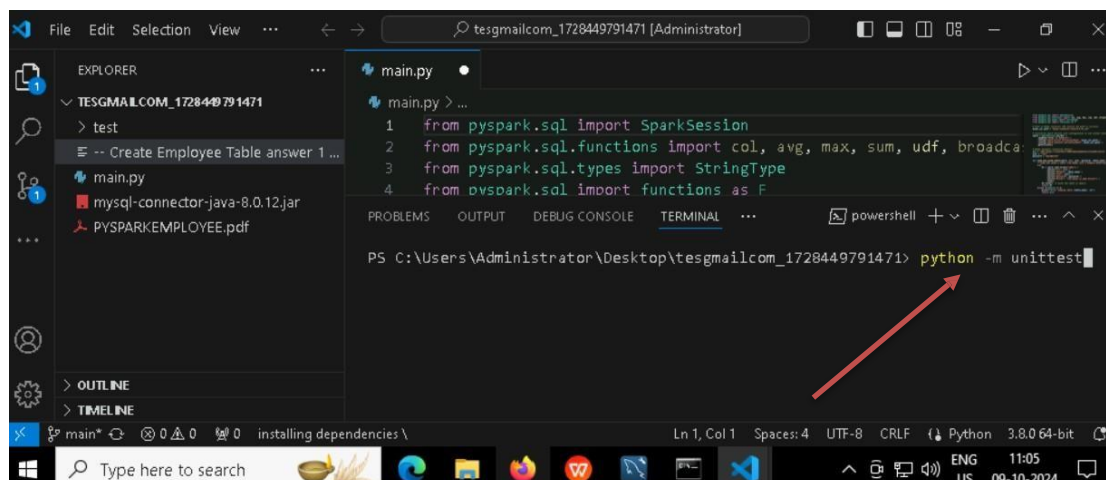 File Edit Selection View ··· tesgmailcom_1728449791471 [Administrator]
EXPLORER ···
TESGMAILCOM_1728449791471
test
-- Create Employee Table answer 1 ...
main.py
mysql-connector-java-8.0.12.jar
PYSPARKEMPLOYEE.pdf
OUTLINE
TIMELINE
main.py
main.py > ...
1 from pyspark.sql import SparkSession
2 from pyspark.sql.functions import col, avg, max, sum, udf, broadca
3 from pyspark.sql.types import StringType
4 from pyspark.sql import functions as F
PROBLEMS OUTPUT DEBUG CONSOLE TERMINAL ··· powershell
PS C:\Users\Administrator\Desktop\tesgmailcom_1728449791471> python -m unittest
main* 0 0 0 installing dependencies \ Ln 1, Col 1 Spaces: 4 UTF-8 CRLF Python 3.8.0 64-bit
Type here to search ENG 11:05
US 09-10-2024